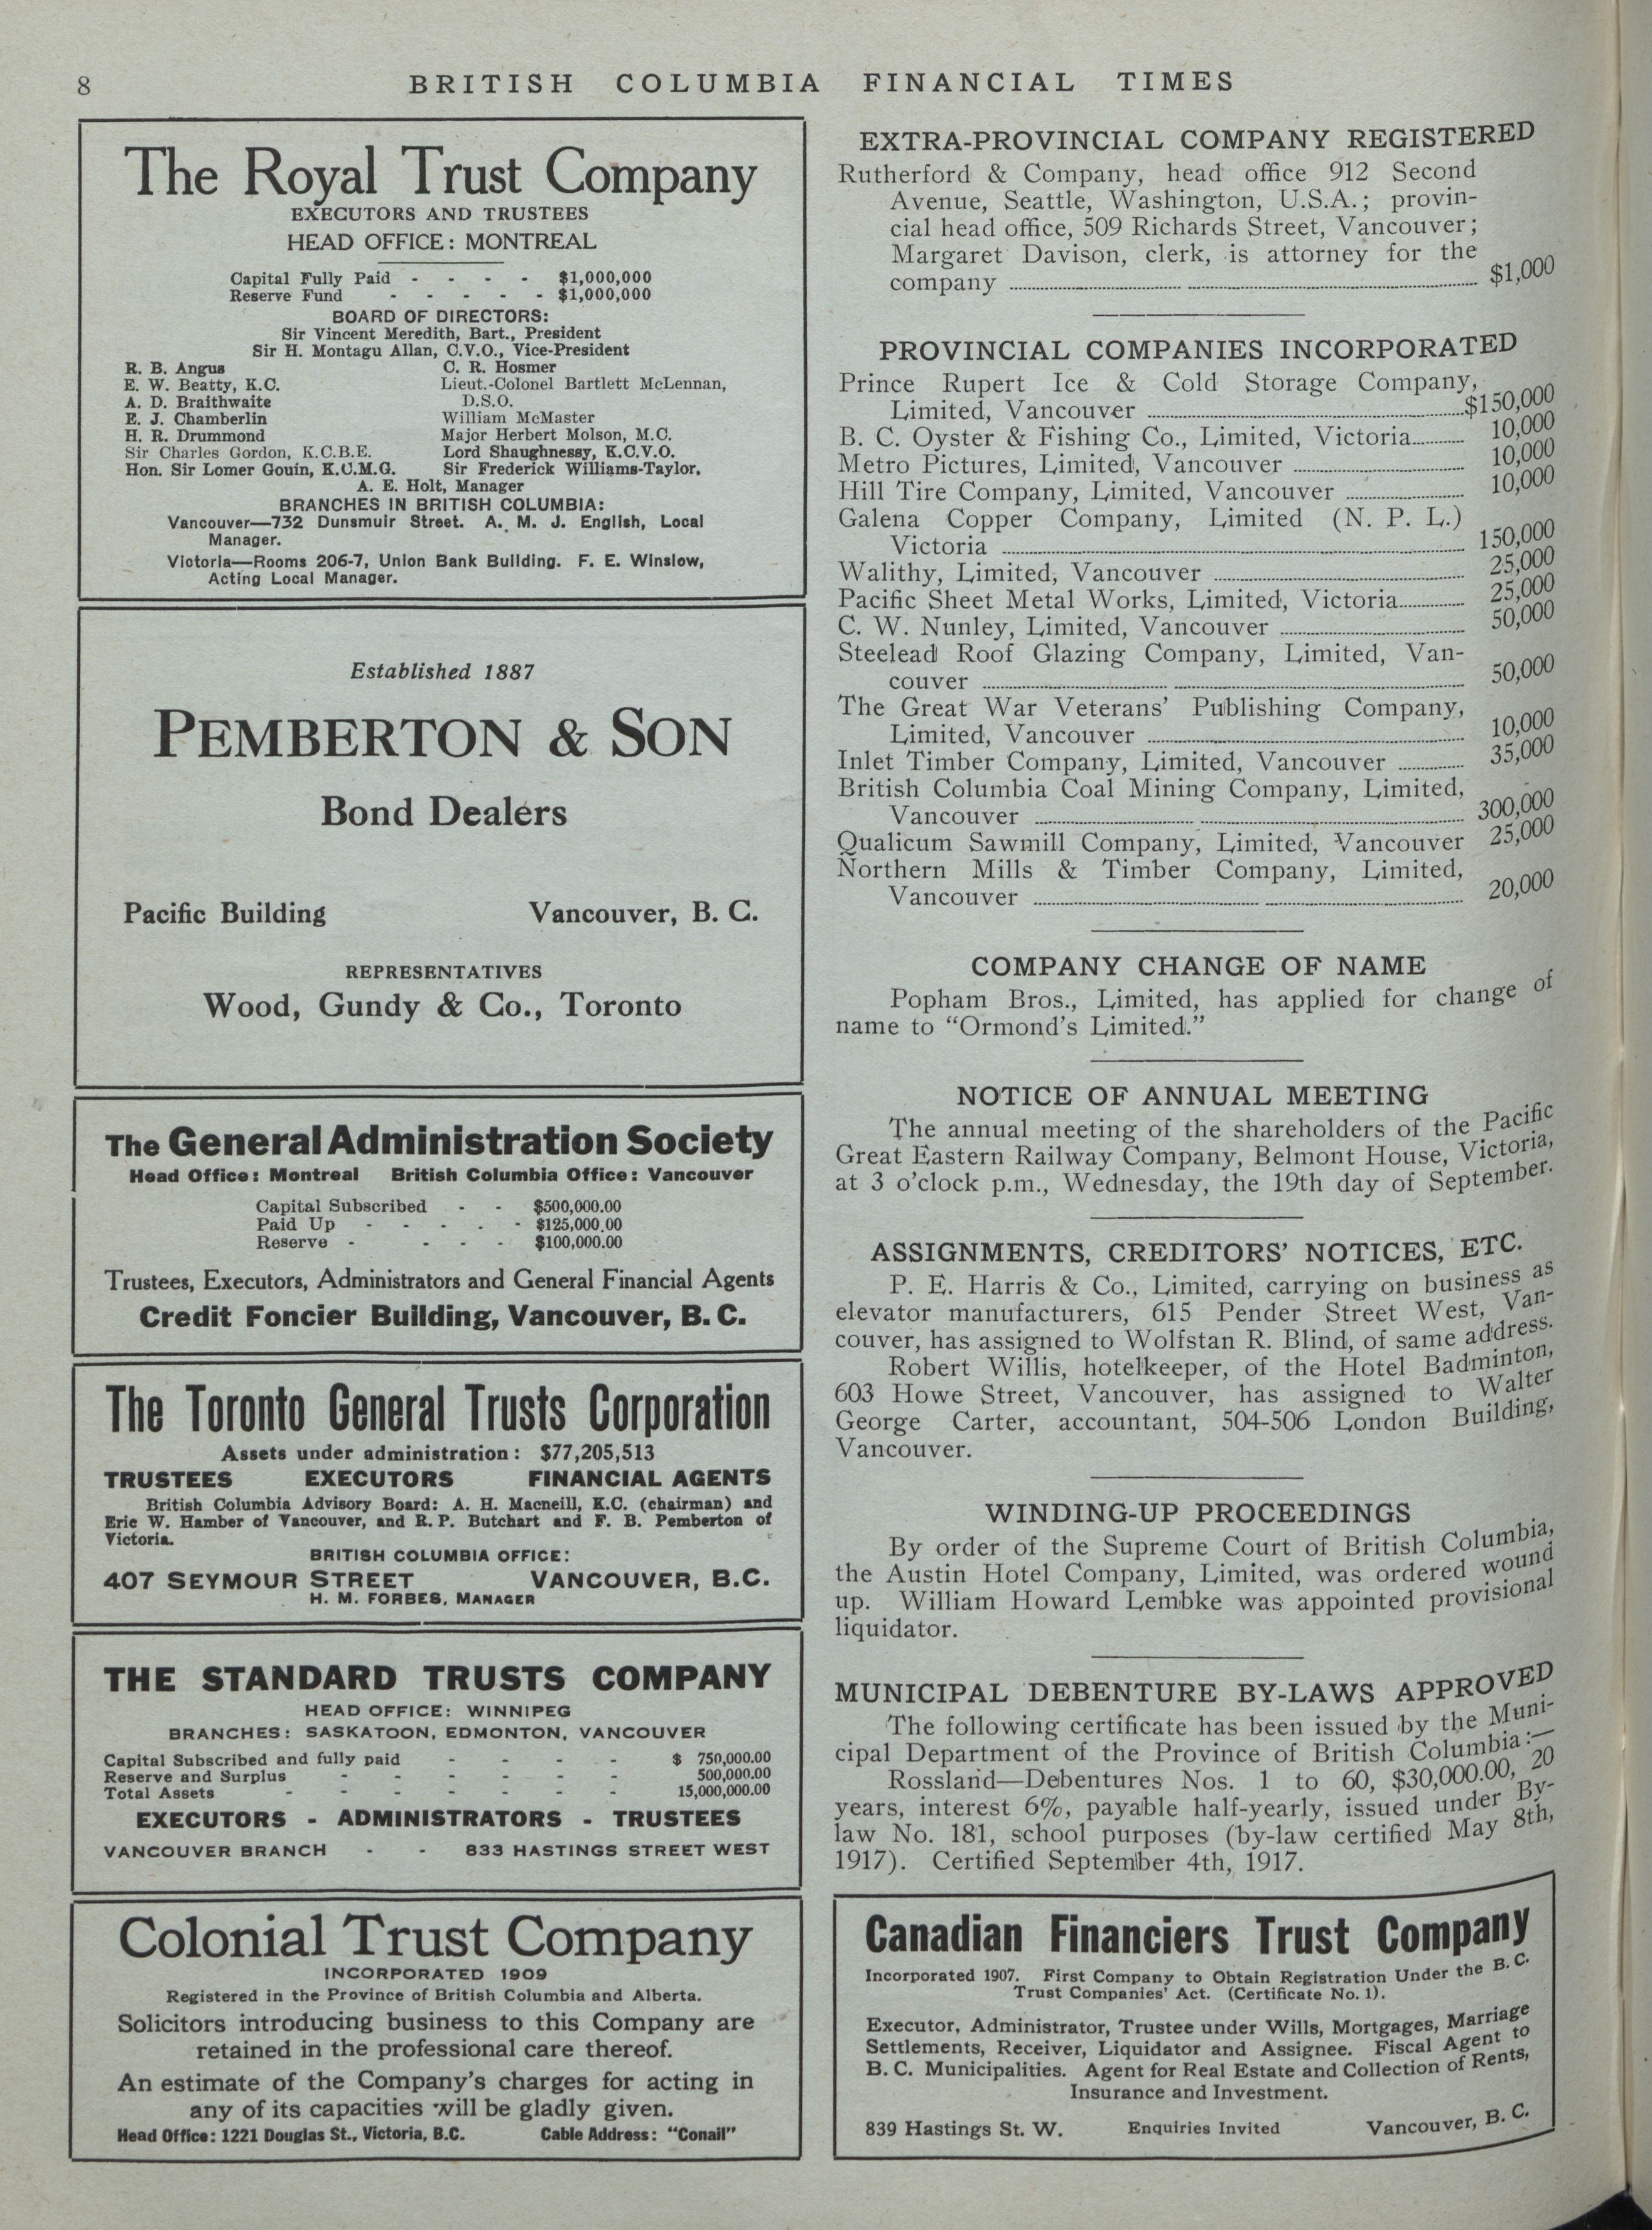 8
BRITISH COLUMBIA FINANCIAL TIMES
The Royal Trust Company
EXECUTORS AND TRUSTEES
HEAD OFFICE: MONTREAL
Capital Fully Paid - - - - $1,000,000
Reserve Fund - - - - - $1,000,000
BOARD OF DIRECTORS:
Sir Vincent Meredith, Bart., President
Sir H. Montagu Allan, C.V.O., Vice-President
R. B. Angus
E. W. Beatty, K.C.
A. D. Braithwaite
E. J. Chamberlin
H. R. Drummond
Sir Charles Gordon, K.C.B.E.
Hon. Sir Lomer Gouin, K.C.M.G.
C. R. Hosmer
Lieut.-Colonel Bartlett McLennan,
D.S.O.
William McMaster
Major Herbert Molson, M.C.
Lord Shaughnessy, K.C.V.O.
Sir Frederick Williams-Taylor,
A. E. Holt, Manager
BRANCHES IN BRITISH COLUMBIA:
Vancouver—732 Dunsmuir Street. A. M. J. English, Local
Manager.
Victoria—Rooms 206-7, Union Bank Building. F. E. Winslow,
Acting Local Manager.
Established 1887
PEMBERTON & SON
Bond Dealers
Pacific Building Vancouver, B. C.
REPRESENTATIVES
Wood, Gundy & Co., Toronto
The General Administration Society
Head Office: Montreal British Columbia Office: Vancouver
Capital Subscribed - - $500,000.00
Paid Up - - - - - $125,000.00
Reserve - - - - $100,000.00
Trustees, Executors, Administrators and General Financial Agents
Credit Foncier Building, Vancouver, B. C.
The Toronto General Trusts Corporation
Assets under administration: $77,205,513
TRUSTEES EXECUTORS FINANCIAL AGENTS
British Columbia Advisory Board: A. H. Macneill, K.C. (chairman) and
Eric W. Hamber of Vancouver, and R. P. Butchart and F. B. Pemberton of
Victoria.
BRITISH COLUMBIA OFFICE:
407 SEYMOUR STREET VANCOUVER, B.C.
H. M. FORBES, MANAGER
THE STANDARD TRUSTS COMPANY
HEAD OFFICE: WINNIPEG
BRANCHES: SASKATOON, EDMONTON, VANCOUVER
Capital Subscribed and fully paid - - - - $ 750,000.00
Reserve and Surplus - - - - - - 500,000.00
Total Assets - - - - - - - 15,000,000.00
EXECUTORS - ADMINISTRATORS - TRUSTEES
VANCOUVER BRANCH - - 833 HASTINGS STREET WEST
Colonial Trust Company
INCORPORATED 1909
Registered in the Province of British Columbia and Alberta.
Solicitors introducing business to this Company are
retained in the professional care thereof.
An estimate of the Company's charges for acting in
any of its capacities will be gladly given.
Head Office: 1221 Douglas St., Victoria, B.C. Cable Address: "Conail"
EXTRA-PROVINCIAL COMPANY REGISTERED
Rutherford & Company, head office 912 Second
Avenue, Seattle, Washington, U.S.A.; provin-
cial head office, 509 Richards Street, Vancouver;
Margaret Davison, clerk, is attorney for the
company $1,000
PROVINCIAL COMPANIES INCORPORATED
Prince Rupert Ice & Cold Storage Company,
Limited, Vancouver $150,000
B. C. Oyster & Fishing Co., Limited, Victoria 10,000
Metro Pictures, Limited, Vancouver 10,000
Hill Tire Company, Limited, Vancouver 10,000
Galena Copper Company, Limited (N. P. L.)
Victoria 150,000
Walithy, Limited, Vancouver 25,000
Pacific Sheet Metal Works, Limited, Victoria 25,000
C. W. Nunley, Limited, Vancouver 50,000
Steelead Roof Glazing Company, Limited, Van-
couver 50,000
The Great War Veterans' Publishing Company,
Limited, Vancouver 10,000
Inlet Timber Company, Limited, Vancouver 35,000
British Columbia Coal Mining Company, Limited,
Vancouver 300,000
Qualicum Sawmill Company, Limited, Vancouver 25,000
Northern Mills & Timber Company, Limited,
Vancouver 20,000
COMPANY CHANGE OF NAME
Popham Bros., Limited, has applied for change of
name to "Ormond's Limited."
NOTICE OF ANNUAL MEETING
The annual meeting of the shareholders of the Pacific
Great Eastern Railway Company, Belmont House, Victoria,
at 3 o'clock p.m., Wednesday, the 19th day of September.
ASSIGNMENTS, CREDITORS' NOTICES, ETC.
P. E. Harris & Co., Limited, carrying on business as
elevator manufacturers, 615 Pender Street West, Van-
couver, has assigned to Wolfstan R. Blind, of same address.
Robert Willis, hotelkeeper, of the Hotel Badminton,
603 Howe Street, Vancouver, has assigned to Walter
George Carter, accountant, 504-506 London Building,
Vancouver.
WINDING-UP PROCEEDINGS
By order of the Supreme Court of British Columbia,
the Austin Hotel Company, Limited, was ordered wound
up. William Howard Lembke was appointed provisional
liquidator.
MUNICIPAL DEBENTURE BY-LAWS APPROVED
The following certificate has been issued by the Muni-
cipal Department of the Province of British Columbia:—
Rossland—Debentures Nos. 1 to 60, $30,000.00, 20
years, interest 6%, payable half-yearly, issued under By-
law No. 181, school purposes (by-law certified May 8th,
1917). Certified September 4th, 1917.
Canadian Financiers Trust Company
Incorporated 1907. First Company to Obtain Registration Under the B. C.
Trust Companies' Act. (Certificate No. 1).
Executor, Administrator, Trustee under Wills, Mortgages, Marriage
Settlements, Receiver, Liquidator and Assignee. Fiscal Agent to
B. C. Municipalities. Agent for Real Estate and Collection of Rents,
Insurance and Investment.
839 Hastings St. W. Enquiries Invited Vancouver, B. C.